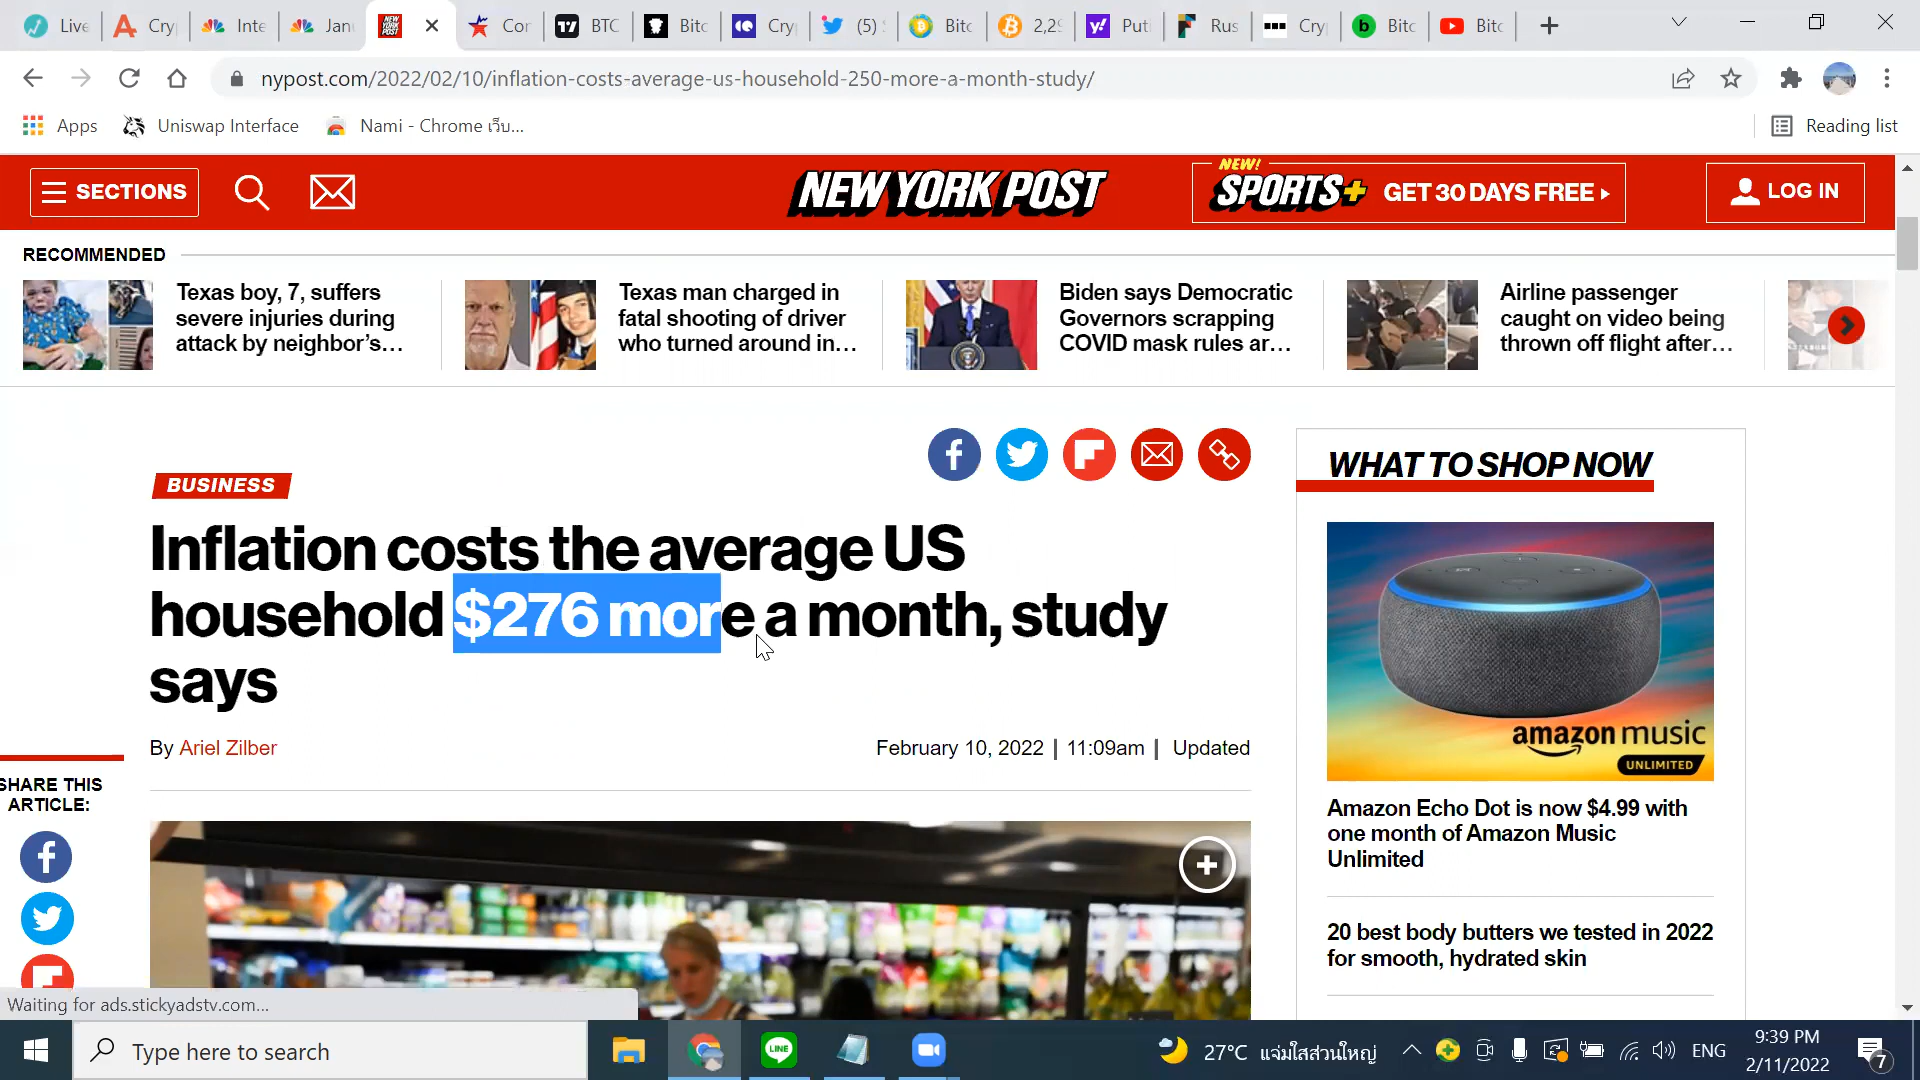 Live
Cry
Inte
Jan
Cor
BTC
Bitc
Cry
(5)
Bitc
2,29
Put
Rus
Cry
Bitc
Bitc
nypost.com/2022/02/10/inflation-costs-average-us-household-250-more-a-month-study/
Apps
Uniswap Interface
Nami - Chrome เว็บ...
Reading list
SECTIONS
NEW YORK POST
NEW!
SPORTS+ GET 30 DAYS FREE
LOG IN
RECOMMENDED
Texas boy, 7, suffers
severe injuries during
attack by neighbor's...
Texas man charged in
fatal shooting of driver
who turned around in...
Biden says Democratic
Governors scrapping
COVID mask rules ar...
Airline passenger
caught on video being
thrown off flight after...
BUSINESS
Inflation costs the average US
household $276 more a month, study
says
By Ariel Zilber
February 10, 2022 | 11:09am | Updated
SHARE THIS
ARTICLE:
WHAT TO SHOP NOW
amazon music
UNLIMITED
Amazon Echo Dot is now $4.99 with
one month of Amazon Music
Unlimited
20 best body butters we tested in 2022
for smooth, hydrated skin
Waiting for ads.stickyadstv.com...
Type here to search
LINE
27°C แจ่มใสส่วนใหญ่
ENG
9:39 PM
2/11/2022
7